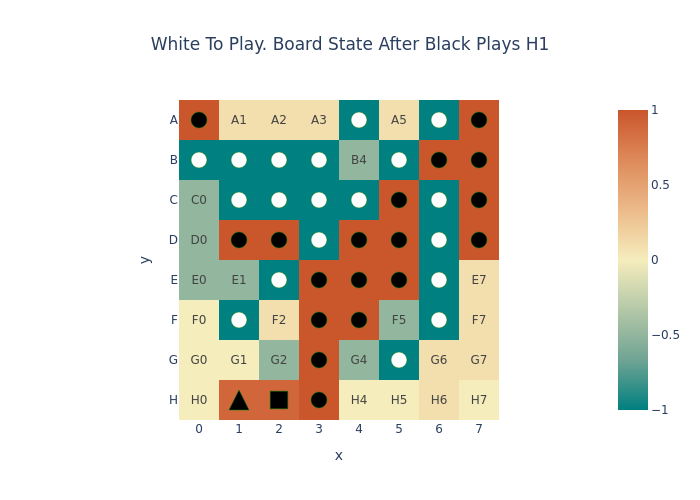 White To Play. Board State After Black Plays H1
A A1 A2 A3 A5
B B4
C C0
D D0
E E0 E1 E7
F F0 F2 F5 F7
G G0 G1 G2 G4 G6 G7
H H0 H4 H5 H6 H7
0 1 2 3 4 5 6 7
x
y
1
0.5
0
−0.5
−1